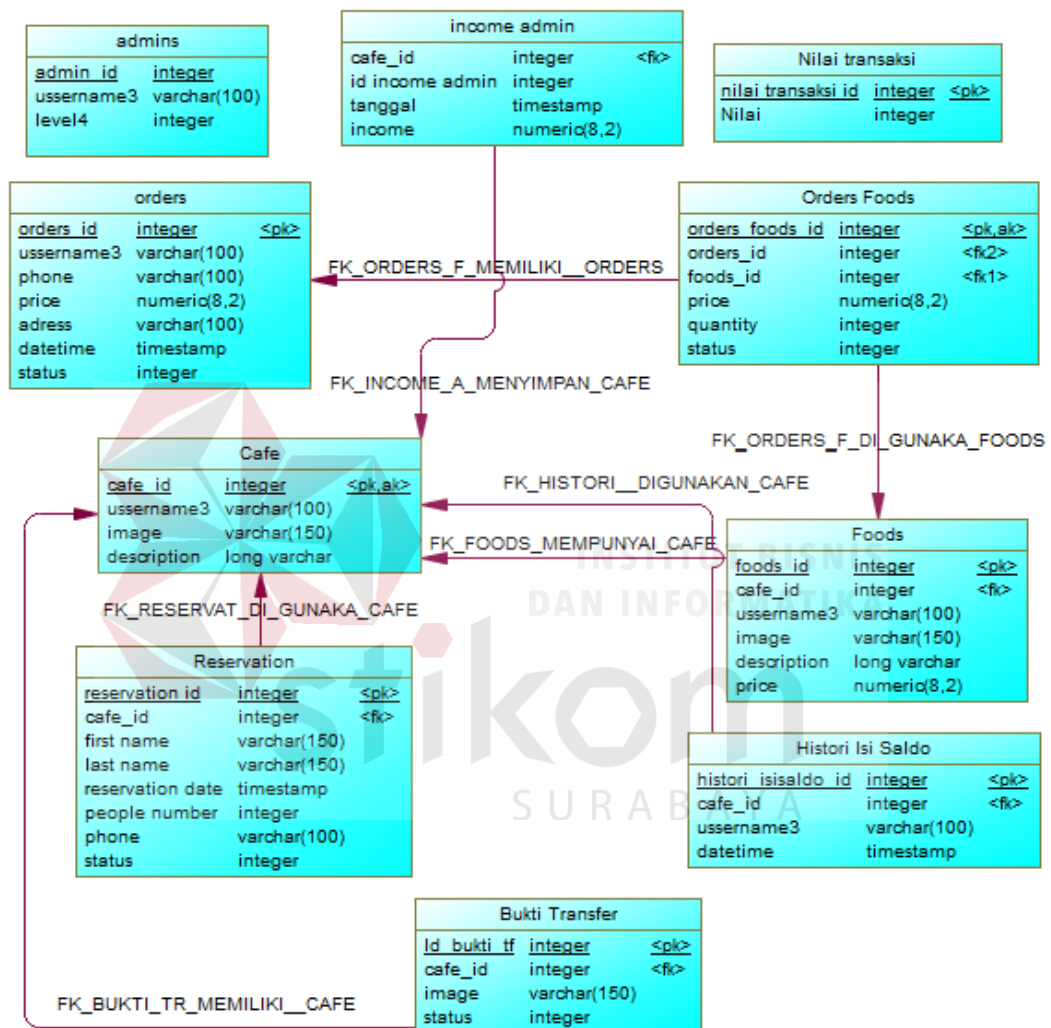 admins
admin_id integer
ussername3 varchar(100)
level4 integer
income admin
cafe_id integer <fk>
id income admin integer
tanggal timestamp
income numeric(8,2)
Nilai transaksi
nilai transaksi id integer <pk>
Nilai integer
orders
orders_id integer <pk>
ussername3 varchar(100)
phone varchar(100)
price numeric(8,2)
adress varchar(100)
datetime timestamp
status integer
FK_ORDERS_F_MEMILIKI__ORDERS
Orders Foods
orders_foods_id integer <pk,ak>
orders_id integer <fk2>
foods_id integer <fk1>
price numeric(8,2)
quantity integer
status integer
FK_INCOME_A_MENYIMPAN_CAFE
FK_ORDERS_F_DI_GUNAKA_FOODS
Cafe
cafe_id integer <pk,ak>
ussername3 varchar(100)
image varchar(150)
description long varchar
FK_HISTORI__DIGUNAKAN_CAFE
FK_FOODS_MEMPUNYAI_CAFE
INSTITUT BISNIS
DAN INFORMATIKA
stikom
SURABAYA
Foods
foods_id integer <pk>
cafe_id integer <fk>
ussername3 varchar(100)
image varchar(150)
description long varchar
price numeric(8,2)
FK_RESERVAT_DI_GUNAKA_CAFE
Reservation
reservation id integer <pk>
cafe_id integer <fk>
first name varchar(150)
last name varchar(150)
reservation date timestamp
people number integer
phone varchar(100)
status integer
Histori Isi Saldo
histori_isisaldo_id integer <pk>
cafe_id integer <fk>
ussername3 varchar(100)
datetime timestamp
Bukti Transfer
Id_bukti_tf integer <pk>
cafe_id integer <fk>
image varchar(150)
status integer
FK_BUKTI_TR_MEMILIKI__CAFE